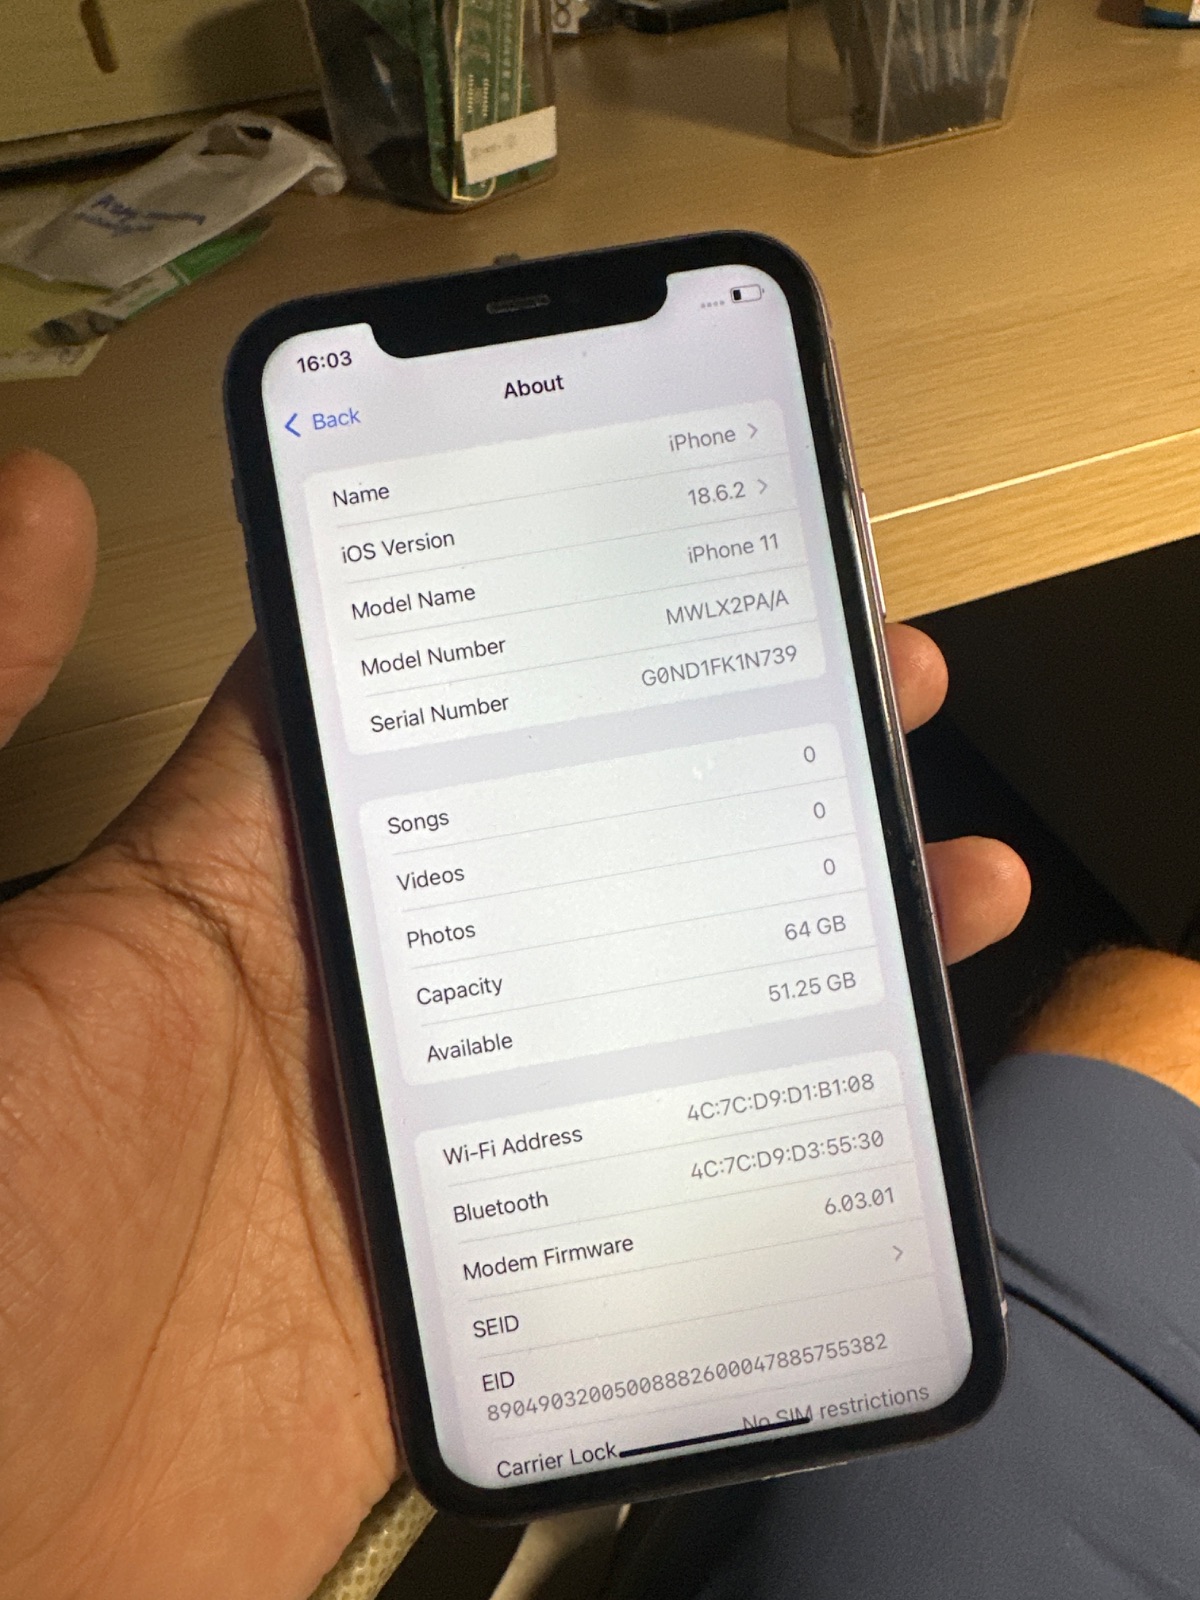 16:03
Back
About
Name
iPhone
iOS Version
18.6.2
Model Name
iPhone 11
Model Number
MWLX2PA/A
Serial Number
G0ND1FK1N739
Songs
0
Videos
0
Photos
0
Capacity
64 GB
Available
51.25 GB
Wi-Fi Address
4C:7C:D9:D1:B1:08
Bluetooth
4C:7C:D9:D3:55:30
Modem Firmware
6.03.01
SEID
EID
89049032005008882600047885755382
Carrier Lock
No SIM restrictions